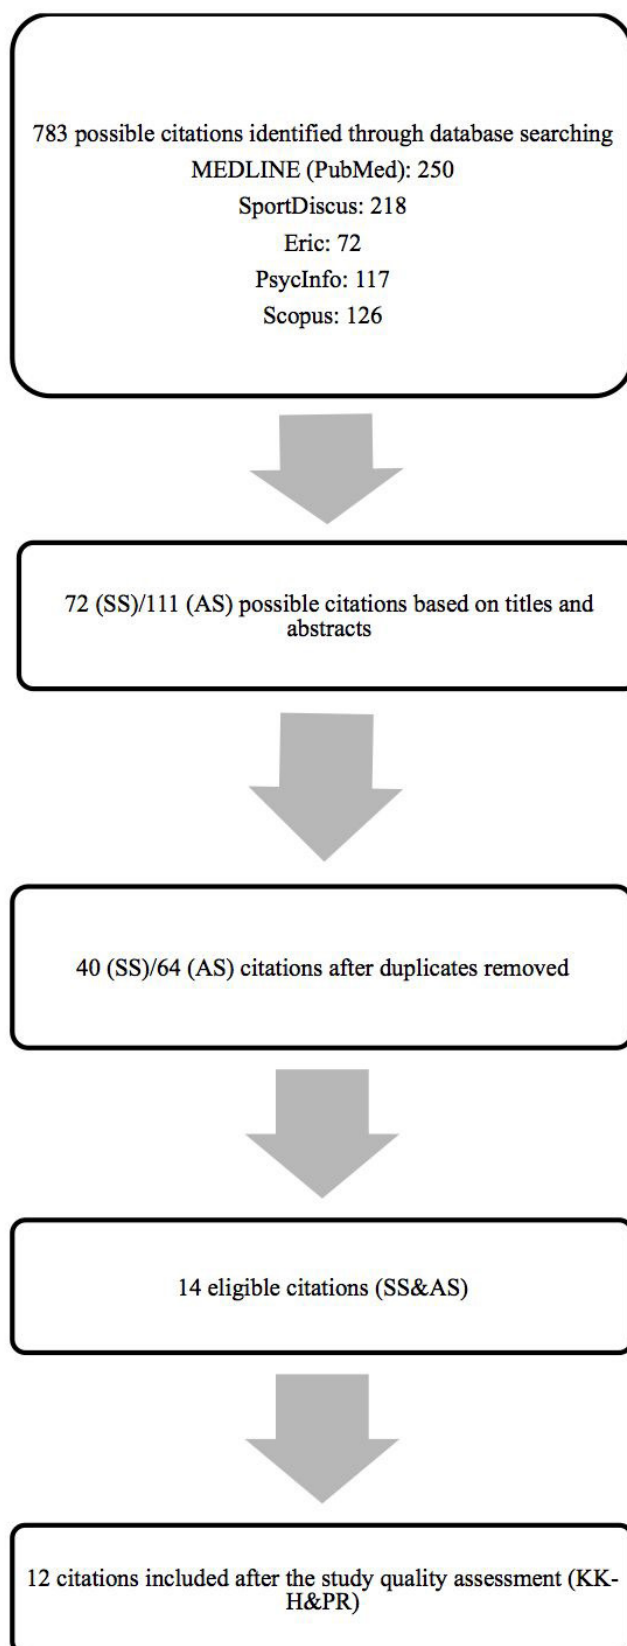 783 possible citations identified through database searching
MEDLINE (PubMed): 250
SportDiscus: 218
Eric: 72
PsycInfo: 117
Scopus: 126
72 (SS)/111 (AS) possible citations based on titles and
abstracts
40 (SS)/64 (AS) citations after duplicates removed
14 eligible citations (SS&AS)
12 citations included after the study quality assessment (KK-
H&PR)